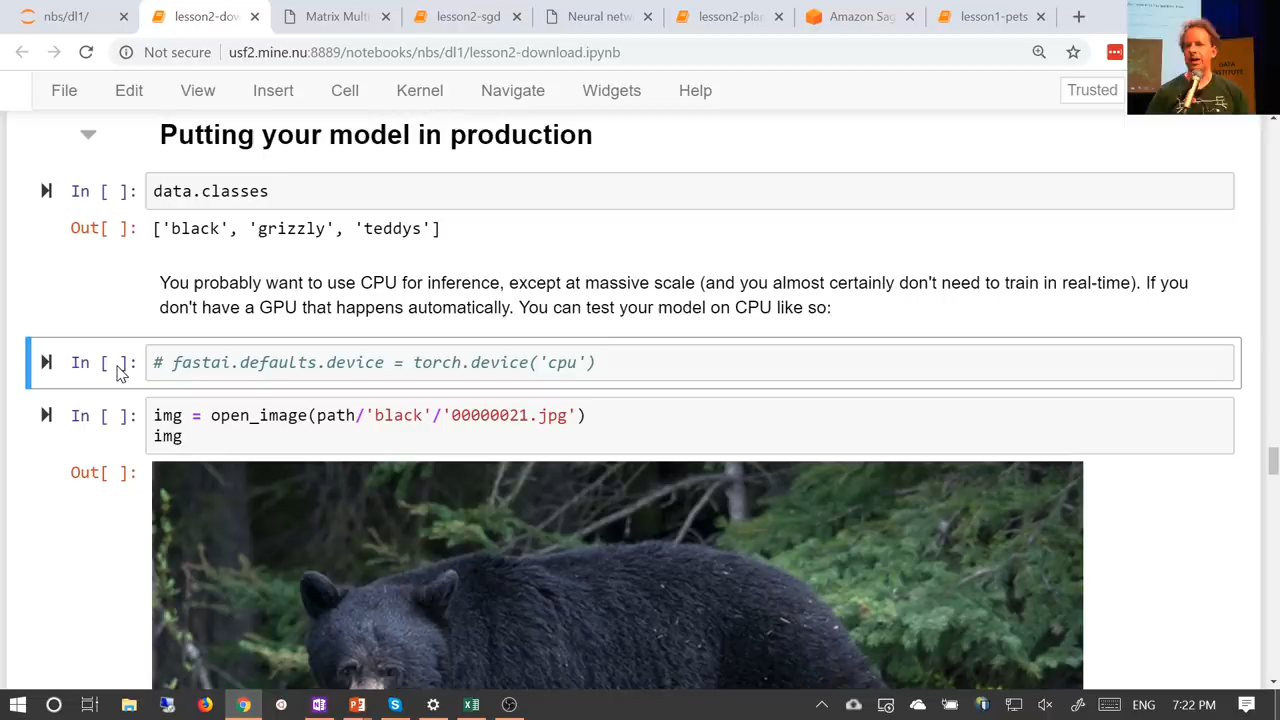 nbs/dl1/
lesson2-dow
Matrix Multi
lesson2-sgd
Neural netw
lesson2-plan
Amazon Sag
lesson1-pets
Not secure
usf2.mine.nu:8889/notebooks/nbs/dl1/lesson2-download.ipynb
File
Edit
View
Insert
Cell
Kernel
Navigate
Widgets
Help
Trusted
DATA
INSTITUTE
Putting your model in production
In [ ]:
data.classes
Out[ ]:
['black', 'grizzly', 'teddys']
You probably want to use CPU for inference, except at massive scale (and you almost certainly don't need to train in real-time). If you
don't have a GPU that happens automatically. You can test your model on CPU like so:
In [ ]:
# fastai.defaults.device = torch.device('cpu')
In [ ]:
img = open_image(path/'black'/'00000021.jpg')
img
Out[ ]:
ENG
7:22 PM